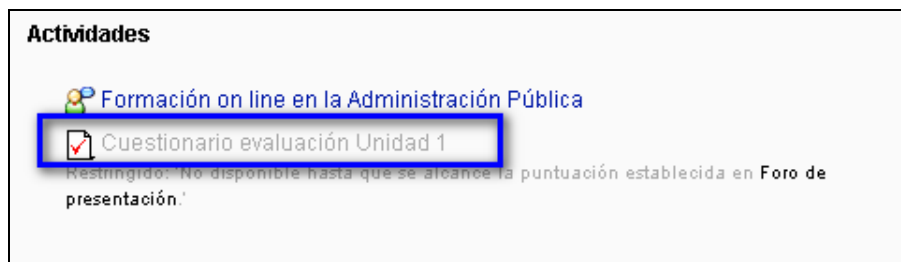 Actividades
Formación on line en la Administración Pública
Cuestionario evaluación Unidad 1
Restringido: 'No disponible hasta que se alcance la puntuación establecida en Foro de
presentación.'